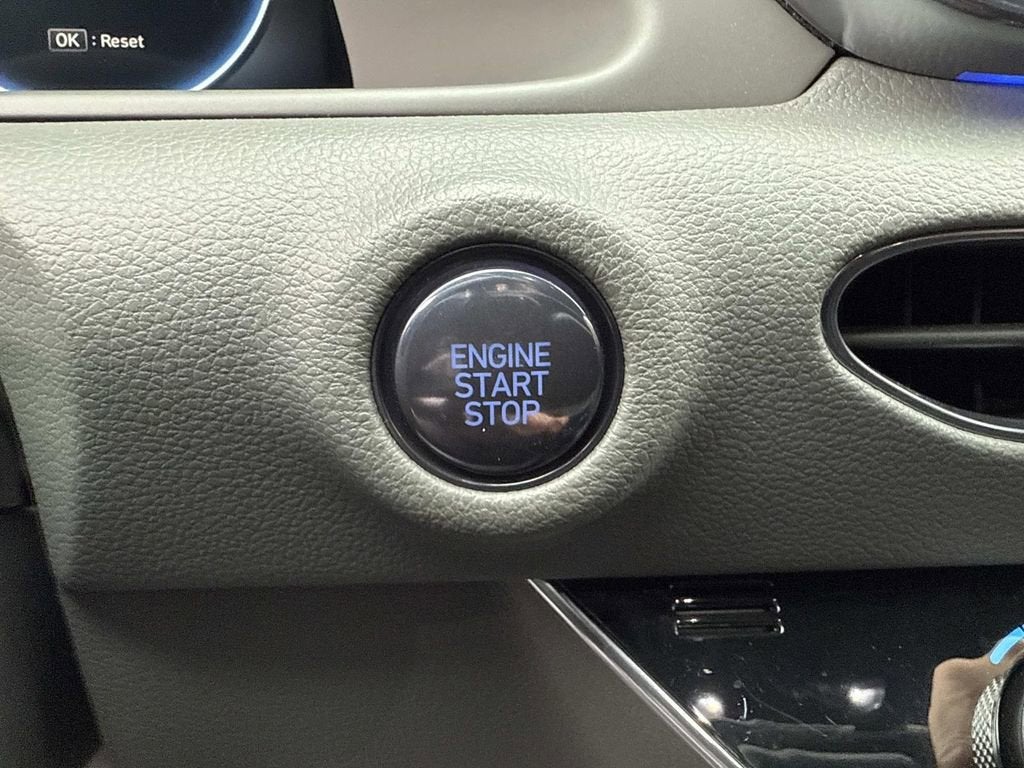 OK : Reset
ENGINE
START
STOP